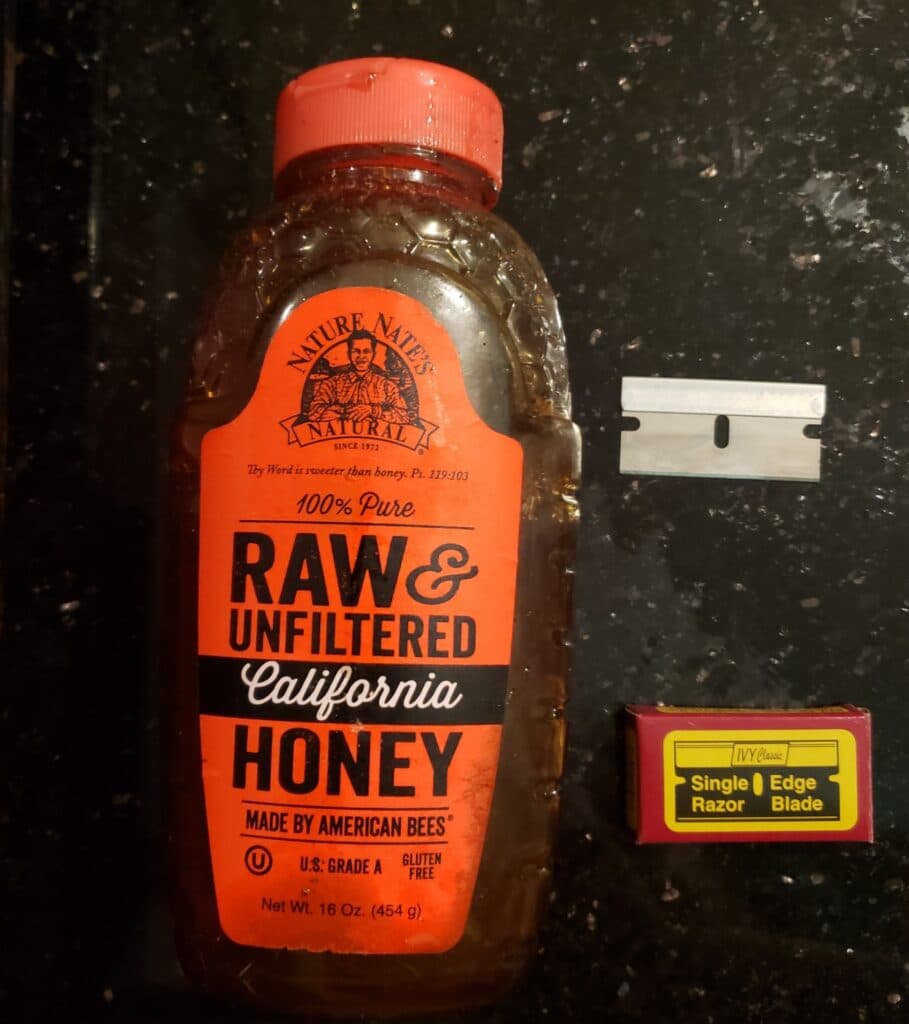 NATURE NATE'S
NATURAL
SINCE 1972
Thy Word is sweeter than honey. Ps. 119:103
100% Pure
RAW &
UNFILTERED
California
HONEY
MADE BY AMERICAN BEES®
U U.S. GRADE A GLUTEN
FREE
Net Wt. 16 Oz. (454 g)
IVY Classic
Single Edge
Razor Blade